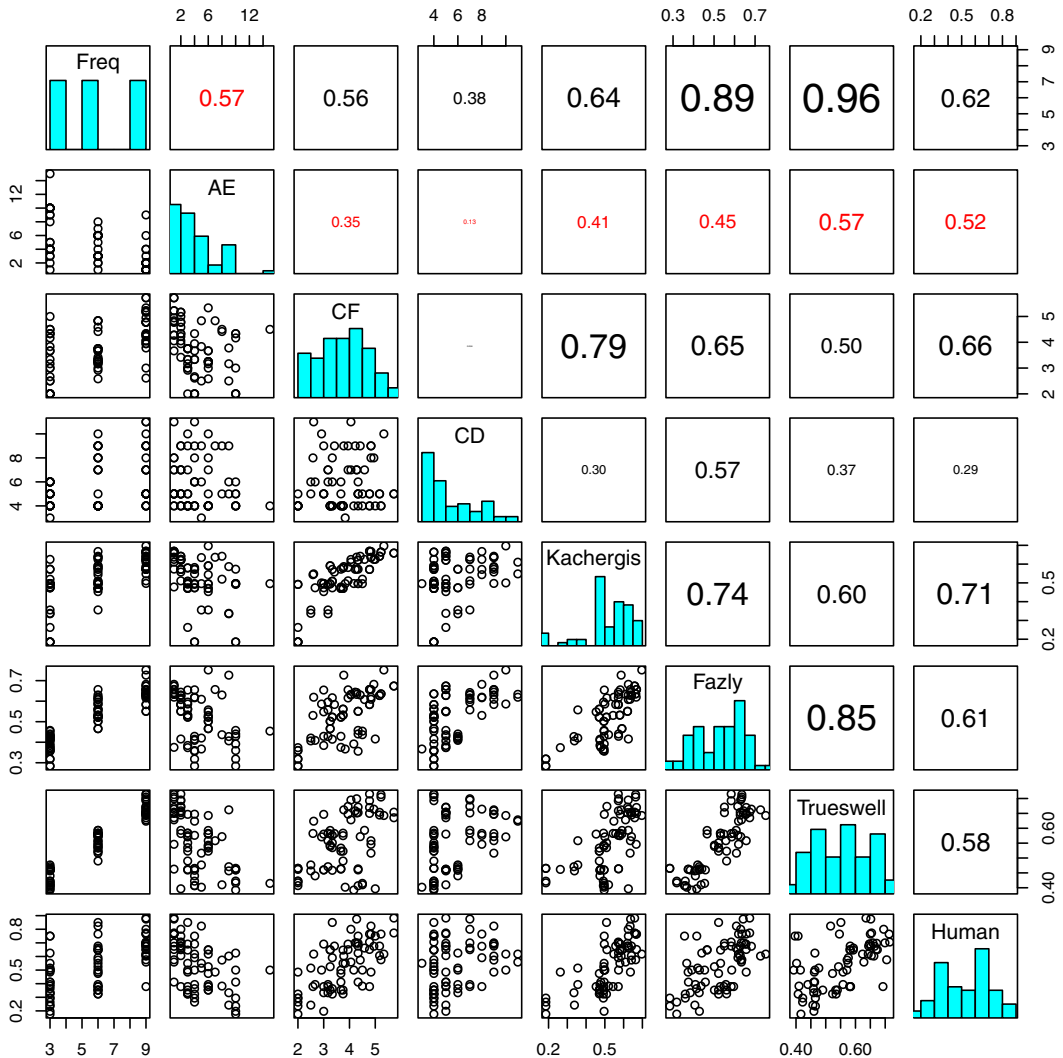 2 6 12 4 6 8 0.3 0.5 0.7 0.2 0.5 0.8
Freq 0.57 0.56 0.38 0.64 0.89 0.96 0.62 3 5 7 9
2 6 12 AE 0.35 0.13 0.41 0.45 0.57 0.52
CF 0.79 0.65 0.50 0.66 2 3 4 5
4 6 8 CD 0.30 0.57 0.37 0.29
Kachergis 0.74 0.60 0.71 0.2 0.5
0.3 0.5 0.7 Fazly 0.85 0.61
Trueswell 0.58 0.40 0.60
0.2 0.5 0.8 Human
3 5 7 9 2 3 4 5 0.2 0.5 0.40 0.60